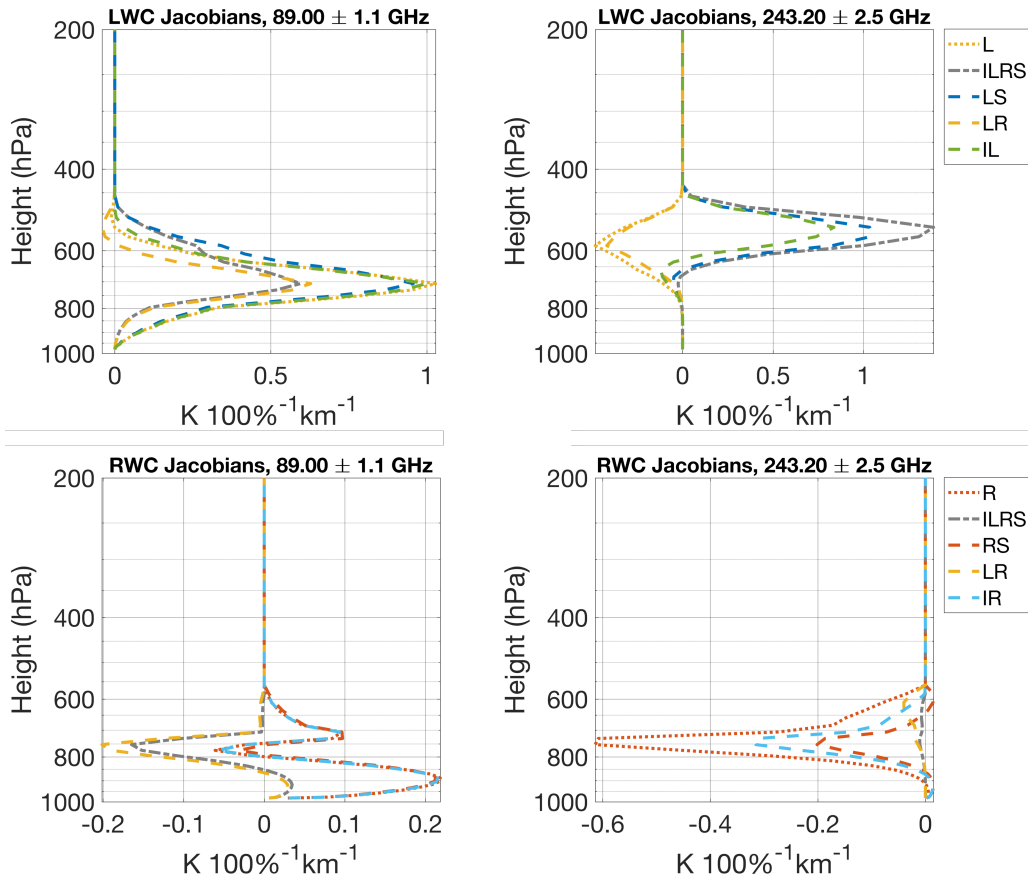 LWC Jacobians, 89.00 ± 1.1 GHz
200
400
600
800
1000
Height (hPa)
0
0.5
1
K 100%⁻¹km⁻¹
LWC Jacobians, 243.20 ± 2.5 GHz
200
400
600
800
1000
Height (hPa)
0
0.5
1
K 100%⁻¹km⁻¹
L
ILRS
LS
LR
IL
RWC Jacobians, 89.00 ± 1.1 GHz
200
400
600
800
1000
Height (hPa)
-0.2
-0.1
0
0.1
0.2
K 100%⁻¹km⁻¹
RWC Jacobians, 243.20 ± 2.5 GHz
200
400
600
800
1000
Height (hPa)
-0.6
-0.4
-0.2
0
K 100%⁻¹km⁻¹
R
ILRS
RS
LR
IR